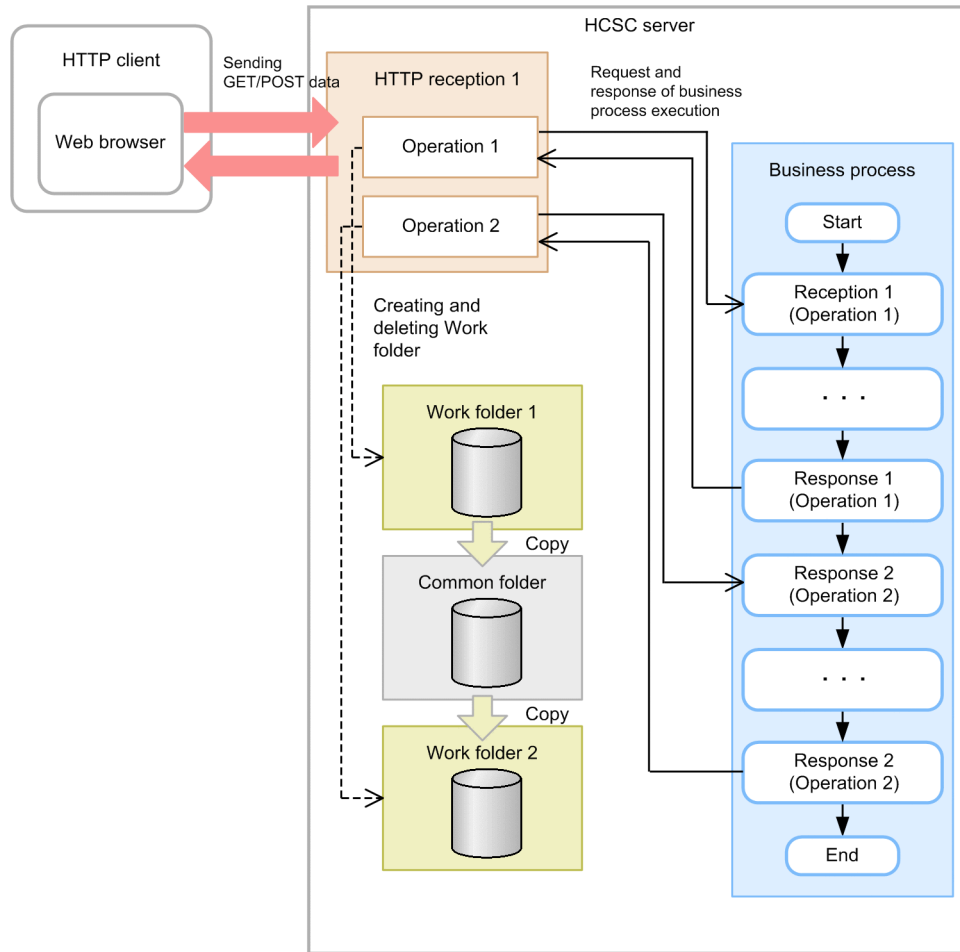 HCSC server
HTTP client
Web browser
Sending
GET/POST data
HTTP reception 1
Operation 1
Operation 2
Request and
response of business
process execution
Creating and
deleting Work
folder
Work folder 1
Copy
Common folder
Copy
Work folder 2
Business process
Start
Reception 1
(Operation 1)
. . .
Response 1
(Operation 1)
Response 2
(Operation 2)
. . .
Response 2
(Operation 2)
End